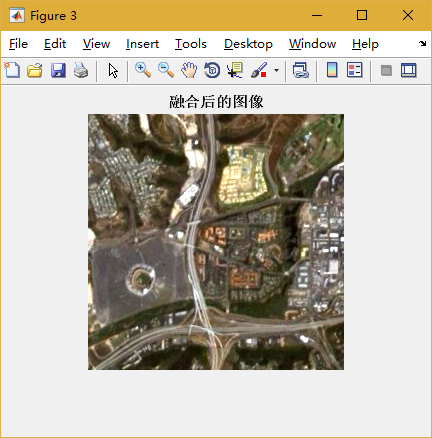 Figure 3
File Edit View Insert Tools Desktop Window Help
融合后的图像